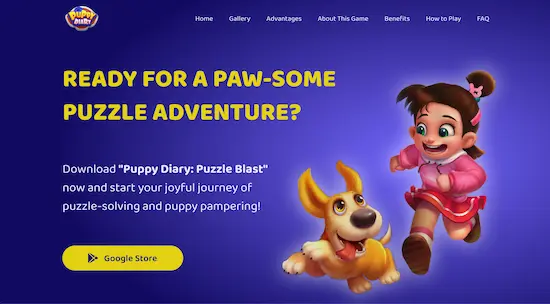 PUPPY
DIARY
Home
Gallery
Advantages
About This Game
Benefits
How to Play
FAQ
READY FOR A PAW-SOME
PUZZLE ADVENTURE?
Download "Puppy Diary: Puzzle Blast"
now and start your joyful journey of
puzzle-solving and puppy pampering!
Google Store